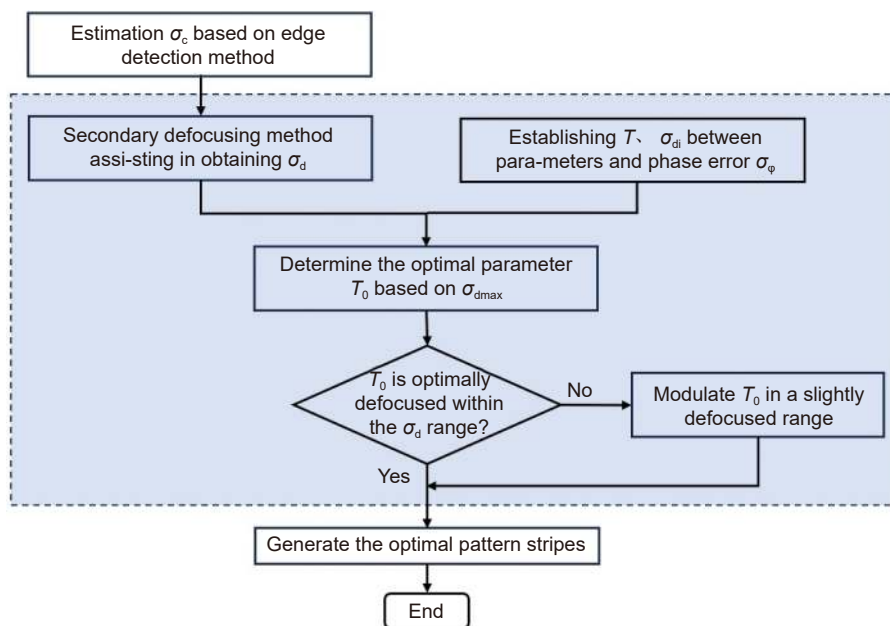 Estimation σc based on edge
detection method
Secondary defocusing method
assi-sting in obtaining σd
Establishing T、 σdi between
para-meters and phase error σφ
Determine the optimal parameter
T0 based on σdmax
T0 is optimally
defocused within
the σd range?
No
Modulate T0 in a slightly
defocused range
Yes
Generate the optimal pattern stripes
End